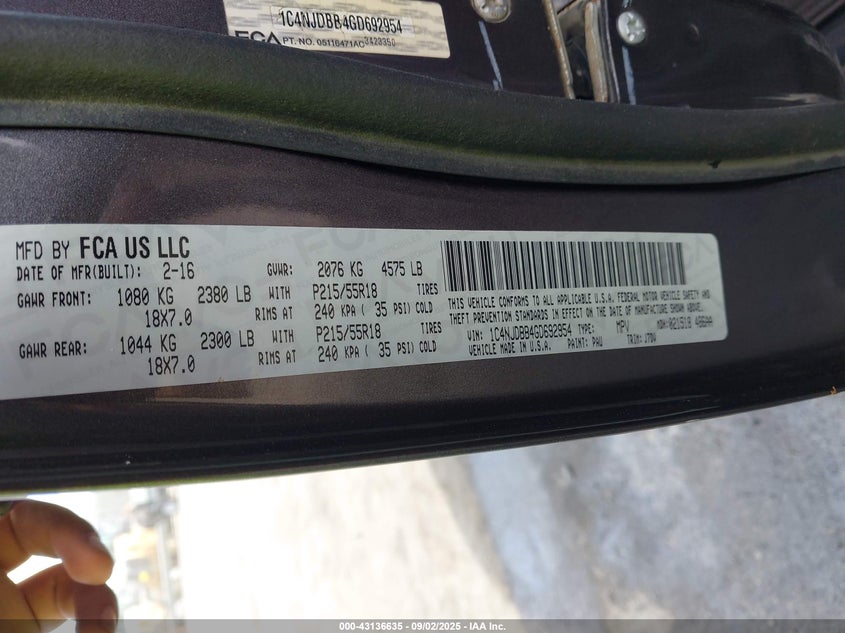 1C4NJDBB4GD692954
FCA PT. NO. 05116471AC 3423350
MFD BY FCA US LLC
DATE OF MFR(BUILT): 2-16 GVWR: 2076 KG 4575 LB
GAWR FRONT: 1080 KG 2380 LB WITH P215/55R18 TIRES
18X7.0 RIMS AT 240 KPA ( 35 PSI) COLD
GAWR REAR: 1044 KG 2300 LB WITH P215/55R18 TIRES
18X7.0 RIMS AT 240 KPA ( 35 PSI) COLD
THIS VEHICLE CONFORMS TO ALL APPLICABLE U.S.A. FEDERAL MOTOR VEHICLE SAFETY AND
THEFT PREVENTION STANDARDS IN EFFECT ON THE DATE OF MANUFACTURE SHOWN ABOVE.
VIN: 1C4NJDBB4GD692954 TYPE: MPV MDH: 021518 486AA
VEHICLE MADE IN U.S.A. PAINT: PAU TRIM:
000-43136635 - 09/02/2025 - IAA Inc.